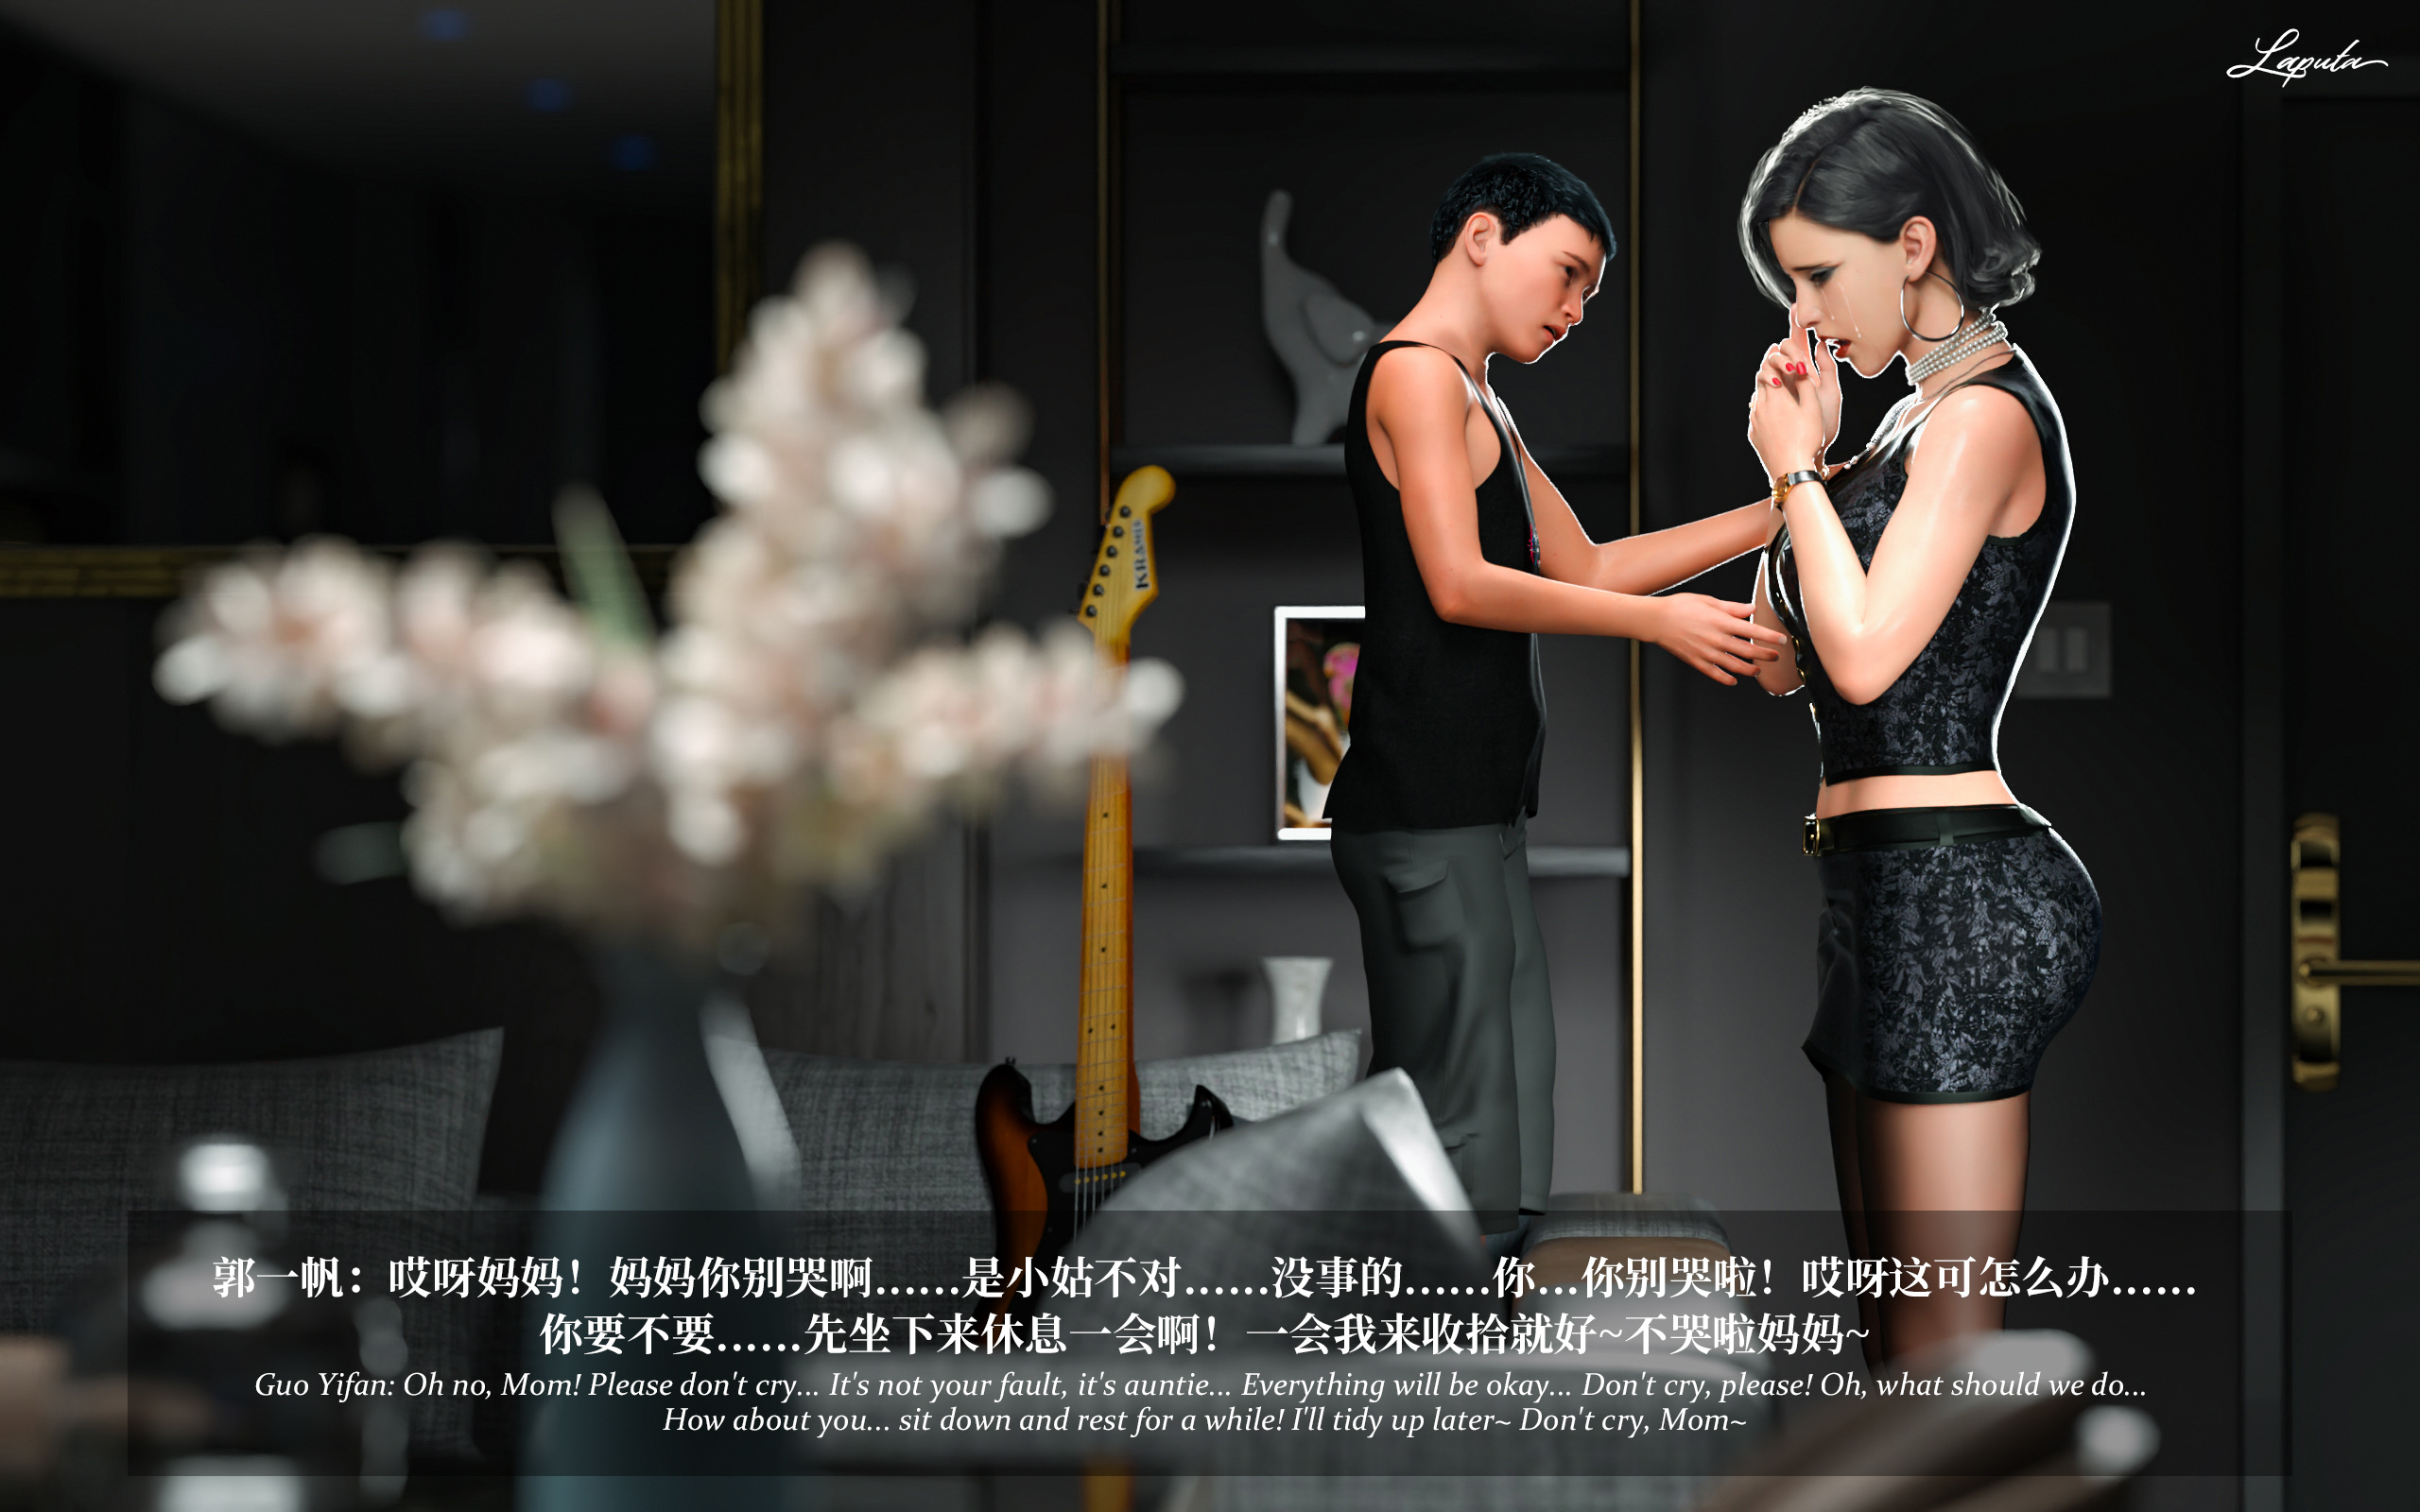 Laputa
KRAMER
郭一帆：哎呀妈妈！妈妈你别哭啊……是小姑不对……没事的……你…你别哭啦！哎呀这可怎么办……
你要不要……先坐下来休息一会啊！一会我来收拾就好~不哭啦妈妈~
Guo Yifan: Oh no, Mom! Please don't cry... It's not your fault, it's auntie... Everything will be okay... Don't cry, please! Oh, what should we do...
How about you... sit down and rest for a while! I'll tidy up later~ Don't cry, Mom~